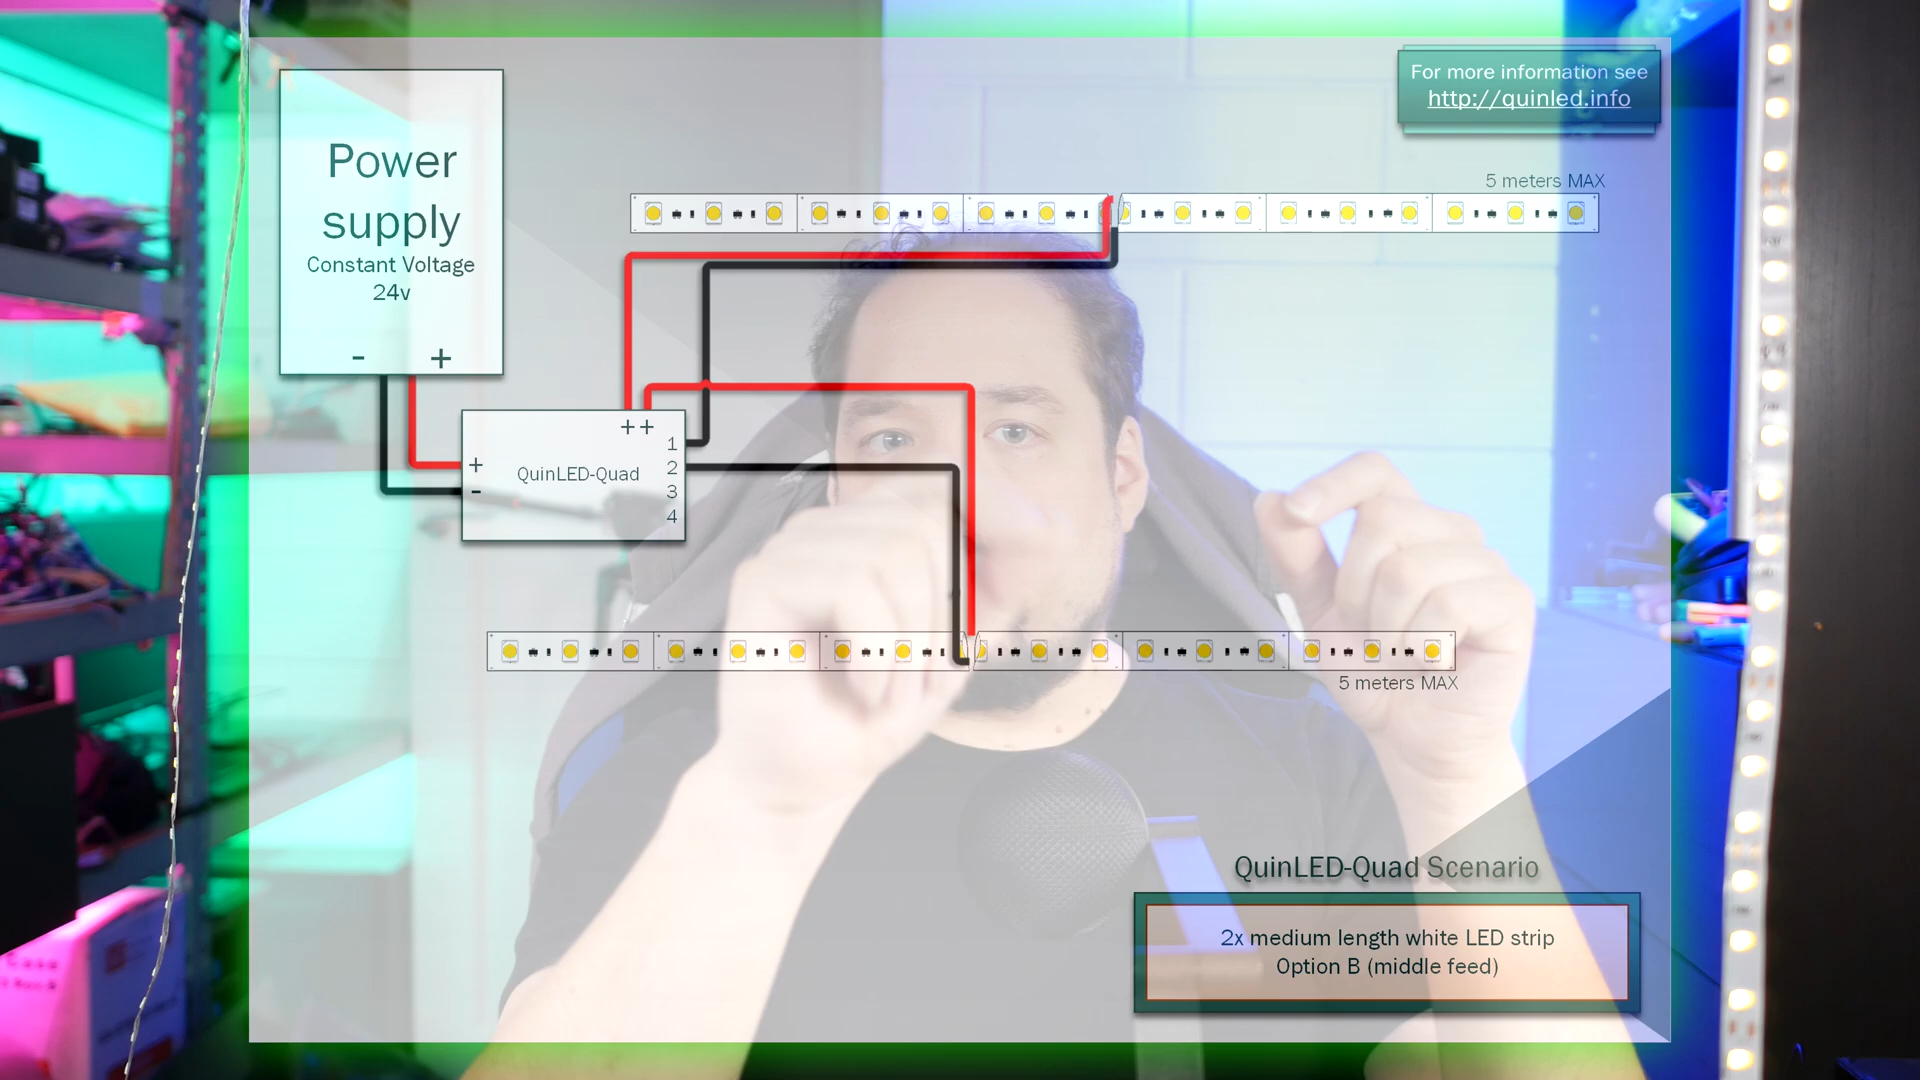 For more information see
http://quinled.info
Power
supply
Constant Voltage
24v
- +
5 meters MAX
+ +
1
2
3
4
+
-
QuinLED-Quad
5 meters MAX
QuinLED-Quad Scenario
2x medium length white LED strip
Option B (middle feed)